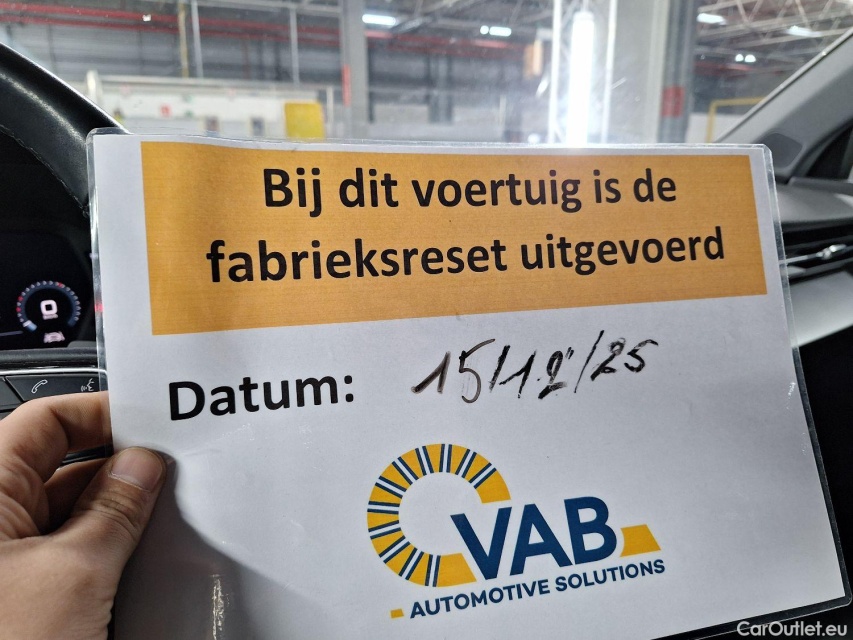 Bij dit voertuig is de
fabrieksreset uitgevoerd
Datum: 15/12/25
VAB
AUTOMOTIVE SOLUTIONS
CarOutlet.eu